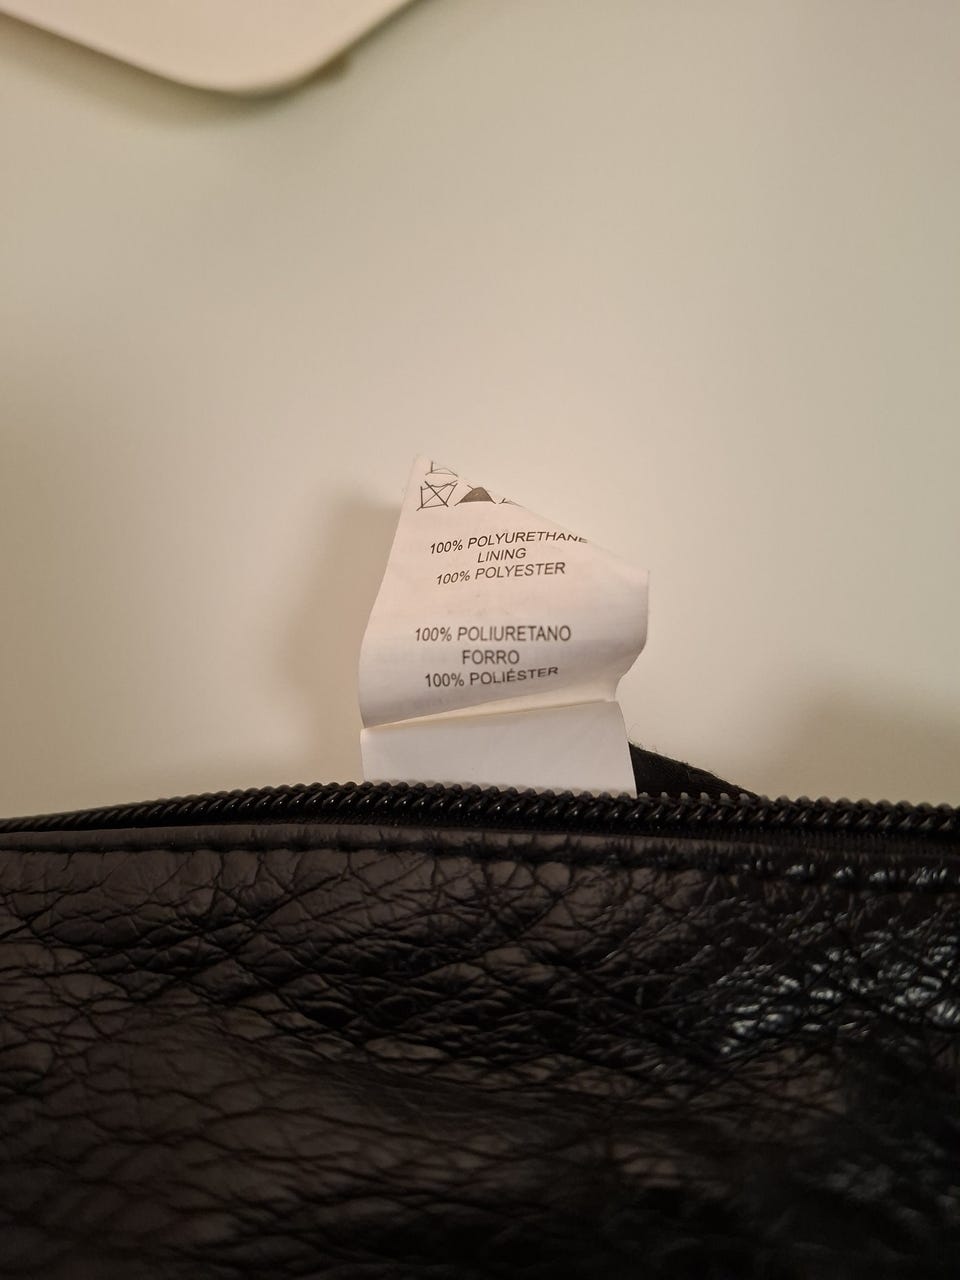 100% POLYURETHANE
LINING
100% POLYESTER
100% POLIURETANO
FORRO
100% POLIÉSTER